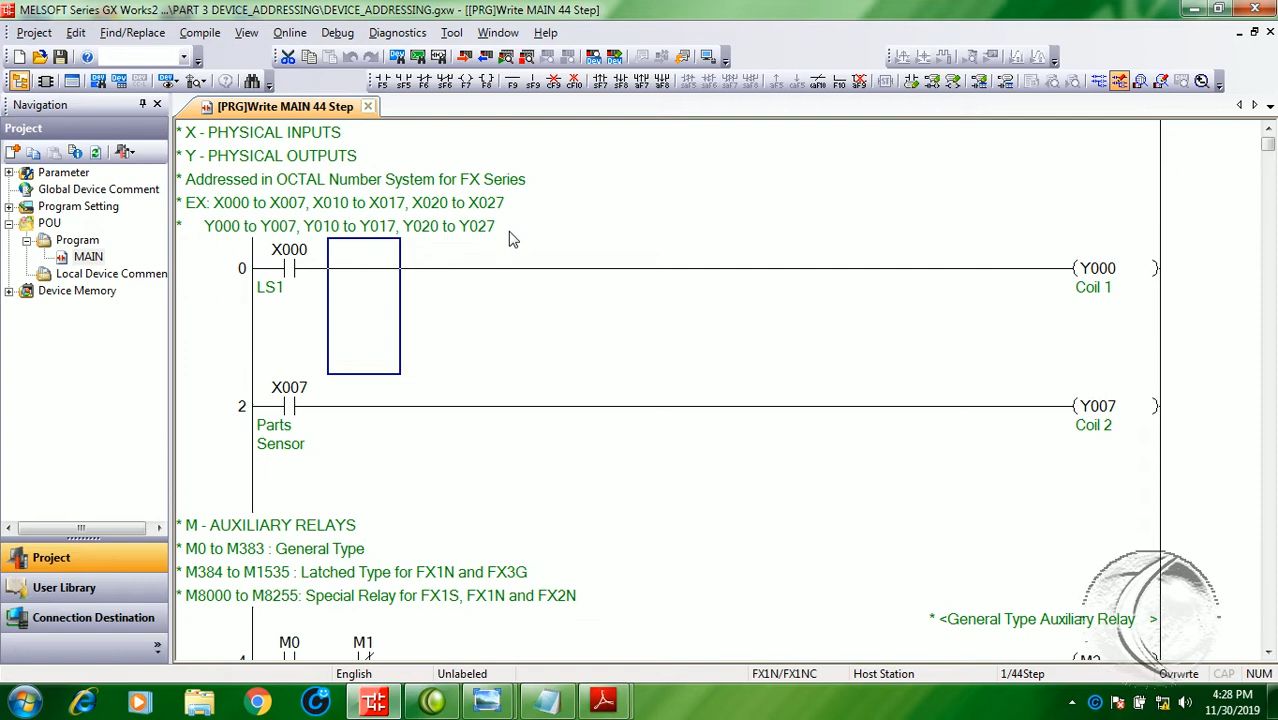 MELSOFT Series GX Works2 ...\PART 3 DEVICE_ADDRESSING\DEVICE_ADDRESSING.gxw - [[PRG]Write MAIN 44 Step]
Project Edit Find/Replace Compile View Online Debug Diagnostics Tool Window Help
Navigation
[PRG]Write MAIN 44 Step
Project
Parameter
Global Device Comment
Program Setting
POU
Program
MAIN
Local Device Commen
Device Memory
Project
User Library
Connection Destination
* X - PHYSICAL INPUTS
* Y - PHYSICAL OUTPUTS
* Addressed in OCTAL Number System for FX Series
* EX: X000 to X007, X010 to X017, X020 to X027
* Y000 to Y007, Y010 to Y017, Y020 to Y027
X000
0 Y000
LS1 Coil 1
X007
2 Y007
Parts Coil 2
Sensor
* M - AUXILIARY RELAYS
* M0 to M383 : General Type
* M384 to M1535 : Latched Type for FX1N and FX3G
* M8000 to M8255: Special Relay for FX1S, FX1N and FX2N
* <General Type Auxiliary Relay >
M0 M1
English Unlabeled FX1N/FX1NC Host Station 1/44Step Ovrwrte CAP NUM
4:28 PM
11/30/2019